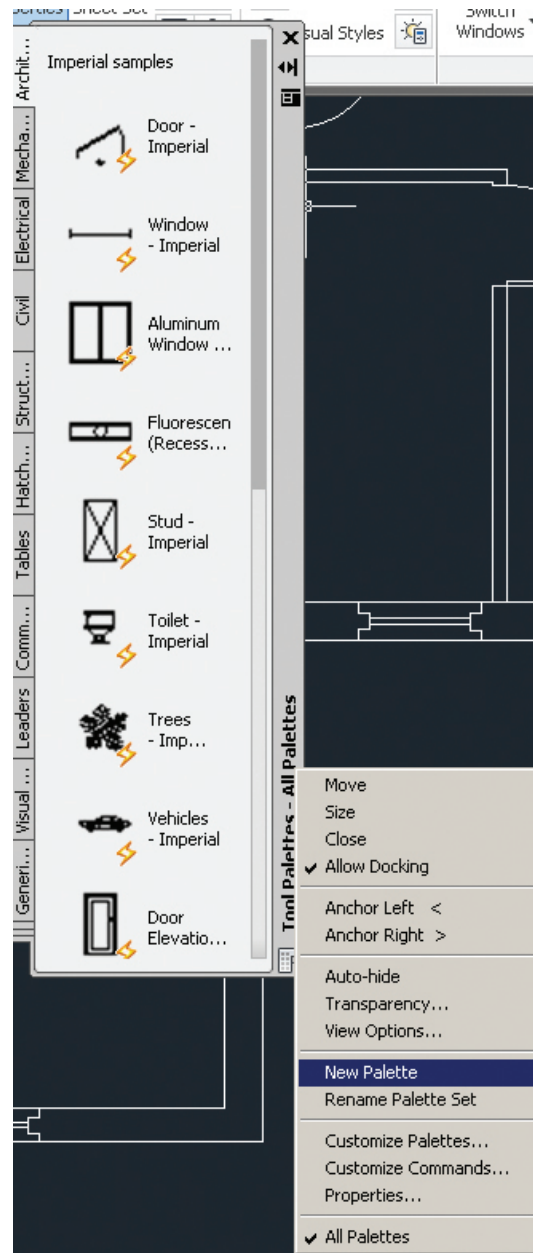 Sheet Set
Switch
sual Styles
Windows
Archit...
Mecha...
Electrical
Civil
Struct...
Hatch...
Tables
Comm...
Leaders
Visual ...
Generi...
Imperial samples
Door -
Imperial
Window
- Imperial
Aluminum
Window ...
Fluorescen
(Recess...
Stud -
Imperial
Toilet -
Imperial
Trees
- Imp...
Vehicles
- Imperial
Door
Elevatio...
Tool Palettes - All Palettes
Move
Size
Close
Allow Docking
Anchor Left <
Anchor Right >
Auto-hide
Transparency...
View Options...
New Palette
Rename Palette Set
Customize Palettes...
Customize Commands...
Properties...
All Palettes